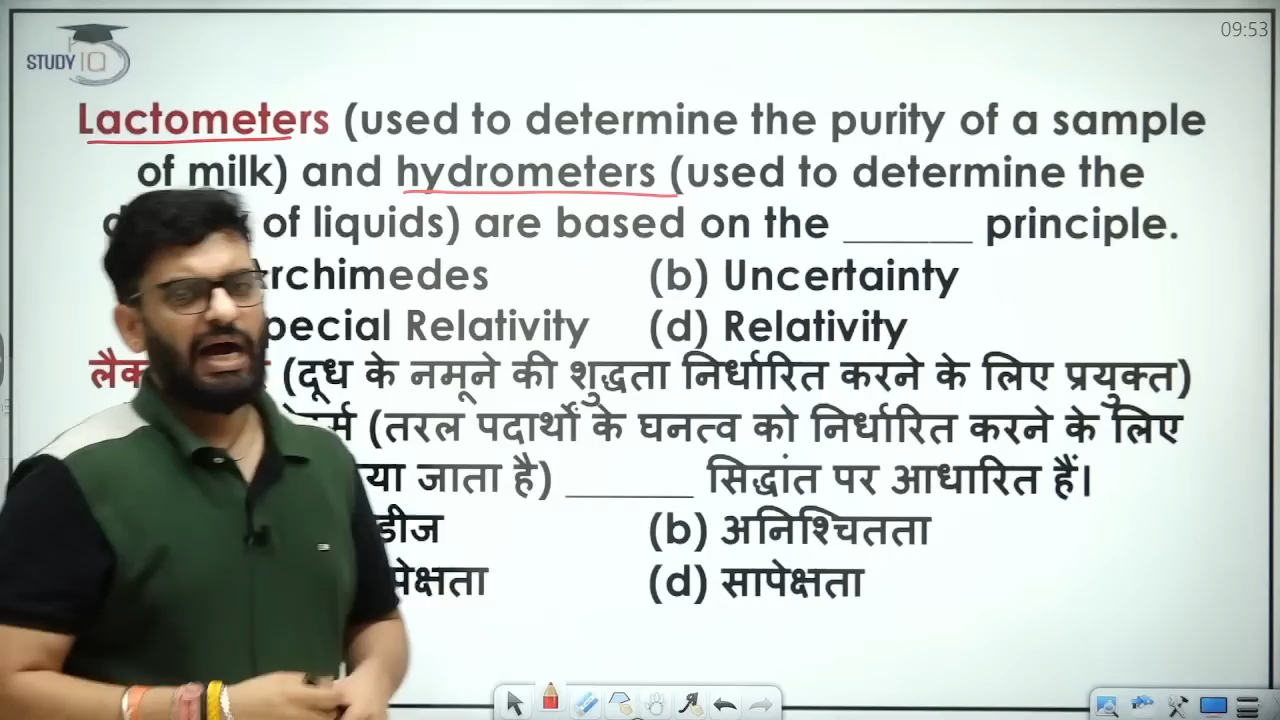 09:53
STUDY IQ
Lactometers (used to determine the purity of a sample
of milk) and hydrometers (used to determine the
of liquids) are based on the ______ principle.
rchimedes (b) Uncertainty
pecial Relativity (d) Relativity
(दूध के नमूने की शुद्धता निर्धारित करने के लिए प्रयुक्त)
(तरल पदार्थों के घनत्व को निर्धारित करने के लिए
या जाता है) ______ सिद्धांत पर आधारित हैं।
डीज (b) अनिश्चितता
पेक्षता (d) सापेक्षता